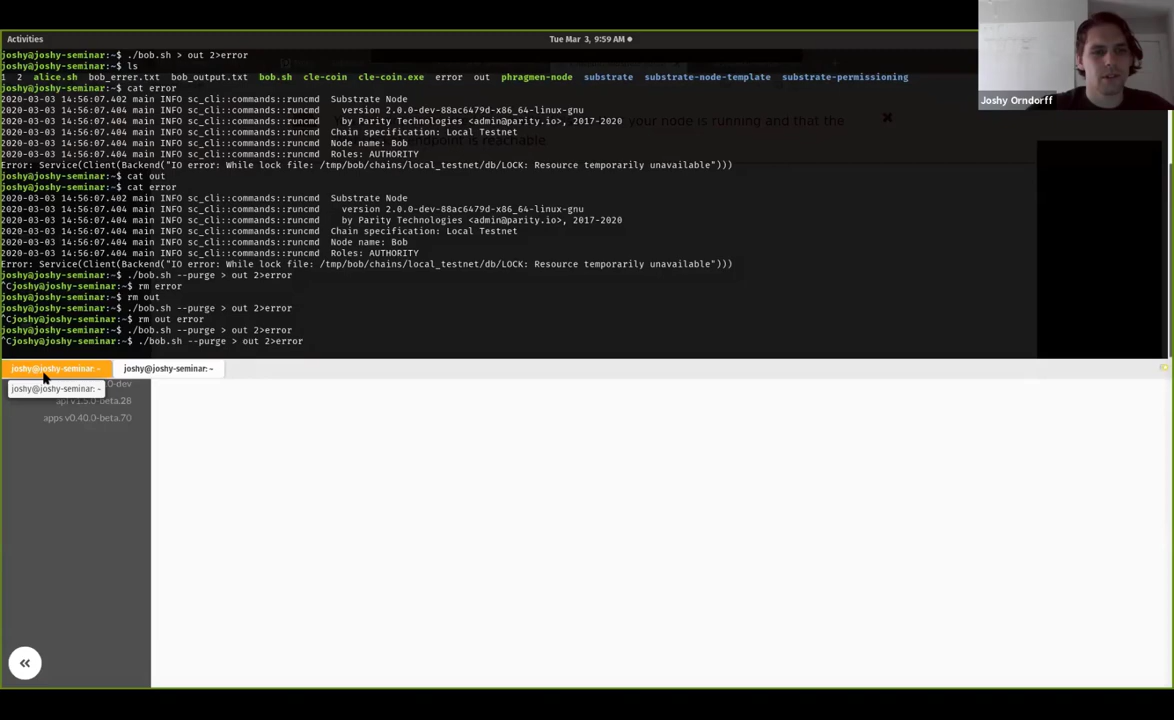 Activities
Tue Mar 3, 9:59 AM
joshy@joshy-seminar:~$ ./bob.sh > out 2>error
joshy@joshy-seminar:~$ ls
1 2 alice.sh bob_errer.txt bob_output.txt bob.sh cle-coin cle-coin.exe error out phragmen-node substrate substrate-node-template substrate-permissioning
joshy@joshy-seminar:~$ cat error
2020-03-03 14:56:07.402 main INFO sc_cli::commands::runcmd Substrate Node
2020-03-03 14:56:07.404 main INFO sc_cli::commands::runcmd version 2.0.0-dev-88ac6479d-x86_64-linux-gnu
2020-03-03 14:56:07.404 main INFO sc_cli::commands::runcmd by Parity Technologies <admin@parity.io>, 2017-2020
2020-03-03 14:56:07.404 main INFO sc_cli::commands::runcmd Chain specification: Local Testnet
2020-03-03 14:56:07.404 main INFO sc_cli::commands::runcmd Node name: Bob
2020-03-03 14:56:07.404 main INFO sc_cli::commands::runcmd Roles: AUTHORITY
Error: Service(Client(Backend("IO error: While lock file: /tmp/bob/chains/local_testnet/db/LOCK: Resource temporarily unavailable")))
joshy@joshy-seminar:~$ cat out
joshy@joshy-seminar:~$ cat error
2020-03-03 14:56:07.402 main INFO sc_cli::commands::runcmd Substrate Node
2020-03-03 14:56:07.404 main INFO sc_cli::commands::runcmd version 2.0.0-dev-88ac6479d-x86_64-linux-gnu
2020-03-03 14:56:07.404 main INFO sc_cli::commands::runcmd by Parity Technologies <admin@parity.io>, 2017-2020
2020-03-03 14:56:07.404 main INFO sc_cli::commands::runcmd Chain specification: Local Testnet
2020-03-03 14:56:07.404 main INFO sc_cli::commands::runcmd Node name: Bob
2020-03-03 14:56:07.404 main INFO sc_cli::commands::runcmd Roles: AUTHORITY
Error: Service(Client(Backend("IO error: While lock file: /tmp/bob/chains/local_testnet/db/LOCK: Resource temporarily unavailable")))
joshy@joshy-seminar:~$ ./bob.sh --purge > out 2>error
^Cjoshy@joshy-seminar:~$ rm error
joshy@joshy-seminar:~$ rm out
joshy@joshy-seminar:~$ ./bob.sh --purge > out 2>error
^Cjoshy@joshy-seminar:~$ rm out error
joshy@joshy-seminar:~$ ./bob.sh --purge > out 2>error
^Cjoshy@joshy-seminar:~$ ./bob.sh --purge > out 2>error
your node is running and that the
endpoint is reachable
Joshy Orndorff
joshy@joshy-seminar: ~
joshy@joshy-seminar: ~
joshy@joshy-seminar: ~
0-dev
api v1.5.0-beta.28
apps v0.40.0-beta.70